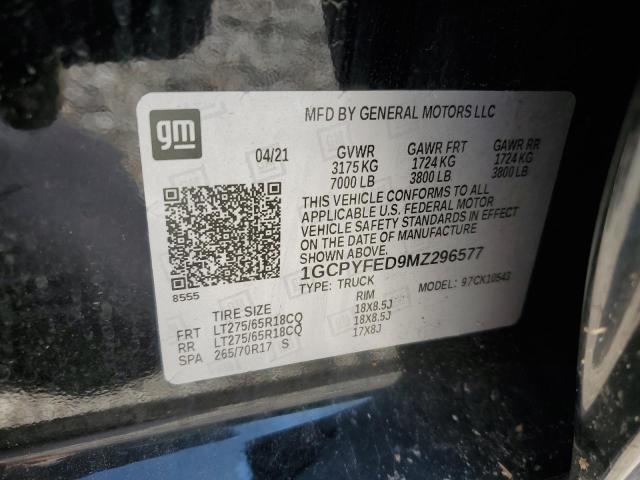 gm
MFD BY GENERAL MOTORS LLC
04/21 GVWR GAWR FRT GAWR RR
3175 KG 1724 KG 1724 KG
7000 LB 3800 LB 3800 LB
THIS VEHICLE CONFORMS TO ALL
APPLICABLE U.S. FEDERAL MOTOR
VEHICLE SAFETY STANDARDS IN EFFECT
ON THE DATE OF MANUFACTURE
SHOWN ABOVE.
1GCPYFED9MZ296577
TYPE: TRUCK MODEL: 97CK10543
8555
TIRE SIZE RIM
FRT LT275/65R18CQ 18X8.5J
RR LT275/65R18CQ 18X8.5J
SPA 265/70R17 S 17X8J